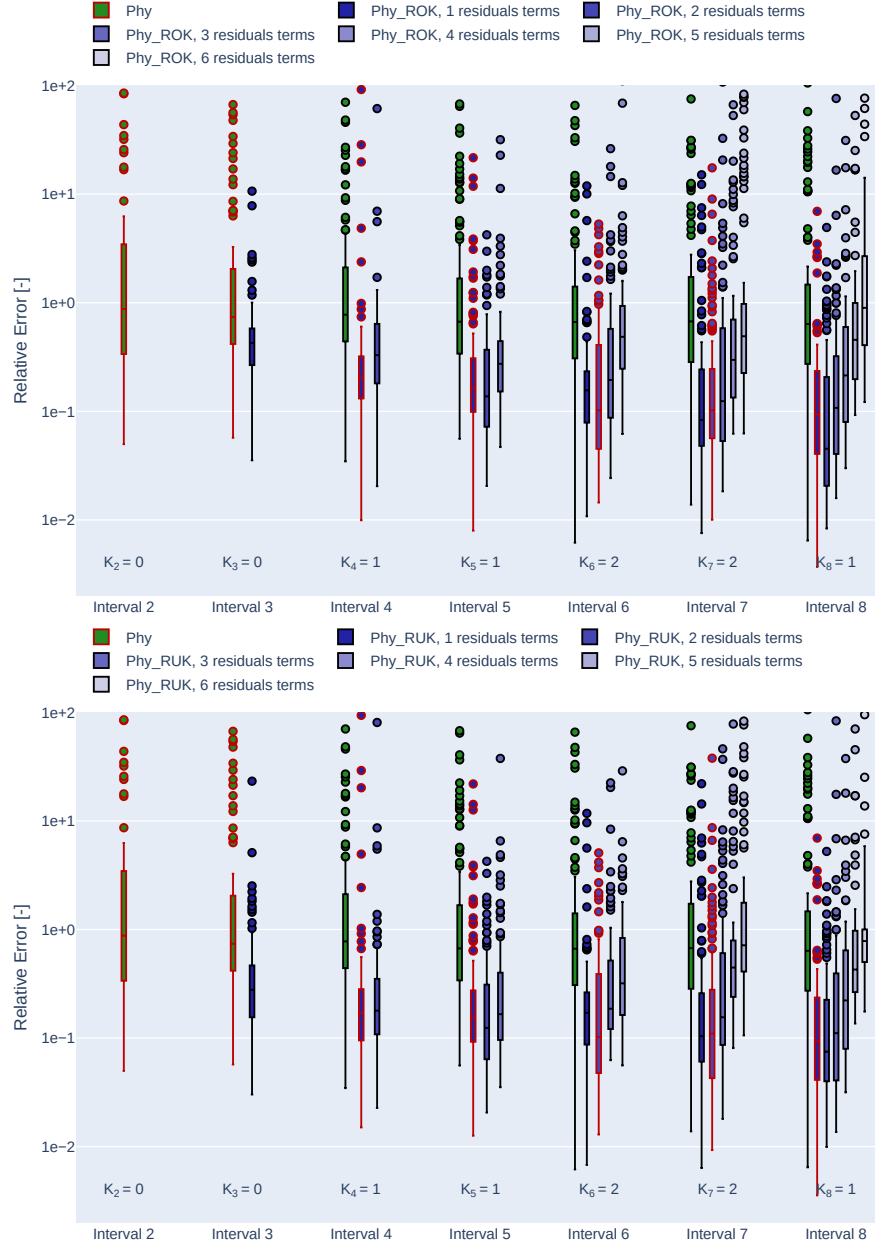 Phy
Phy_ROK, 1 residuals terms
Phy_ROK, 2 residuals terms
Phy_ROK, 3 residuals terms
Phy_ROK, 4 residuals terms
Phy_ROK, 5 residuals terms
Phy_ROK, 6 residuals terms
1e+2
1e+1
1e+0
1e−1
1e−2
Relative Error [-]
K₂ = 0
K₃ = 0
K₄ = 1
K₅ = 1
K₆ = 2
K₇ = 2
K₈ = 1
Interval 2
Interval 3
Interval 4
Interval 5
Interval 6
Interval 7
Interval 8
Phy
Phy_RUK, 1 residuals terms
Phy_RUK, 2 residuals terms
Phy_RUK, 3 residuals terms
Phy_RUK, 4 residuals terms
Phy_RUK, 5 residuals terms
Phy_RUK, 6 residuals terms
1e+2
1e+1
1e+0
1e−1
1e−2
Relative Error [-]
K₂ = 0
K₃ = 0
K₄ = 1
K₅ = 1
K₆ = 2
K₇ = 2
K₈ = 1
Interval 2
Interval 3
Interval 4
Interval 5
Interval 6
Interval 7
Interval 8